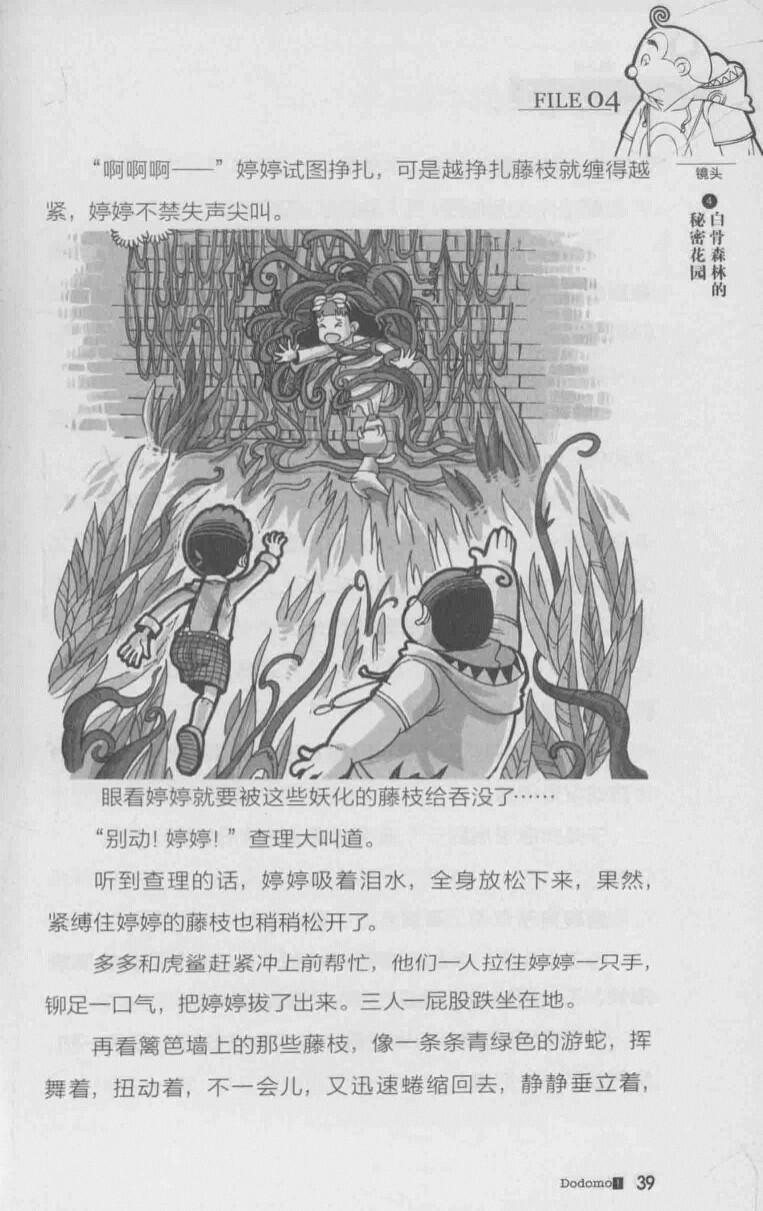 FILE 04
镜头
❹
白骨森林的
秘密花园
“啊啊啊——”婷婷试图挣扎，可是越挣扎藤枝就缠得越
紧，婷婷不禁失声尖叫。
眼看婷婷就要被这些妖化的藤枝给吞没了……
“别动！婷婷！”查理大叫道。
听到查理的话，婷婷吸着泪水，全身放松下来，果然，
紧缚住婷婷的藤枝也稍稍松开了。
多多和虎鲨赶紧冲上前帮忙，他们一人拉住婷婷一只手，
铆足一口气，把婷婷拔了出来。三人一屁股跌坐在地。
再看篱笆墙上的那些藤枝，像一条条青绿色的游蛇，挥
舞着，扭动着，不一会儿，又迅速蜷缩回去，静静垂立着，
Dodomo 1 39